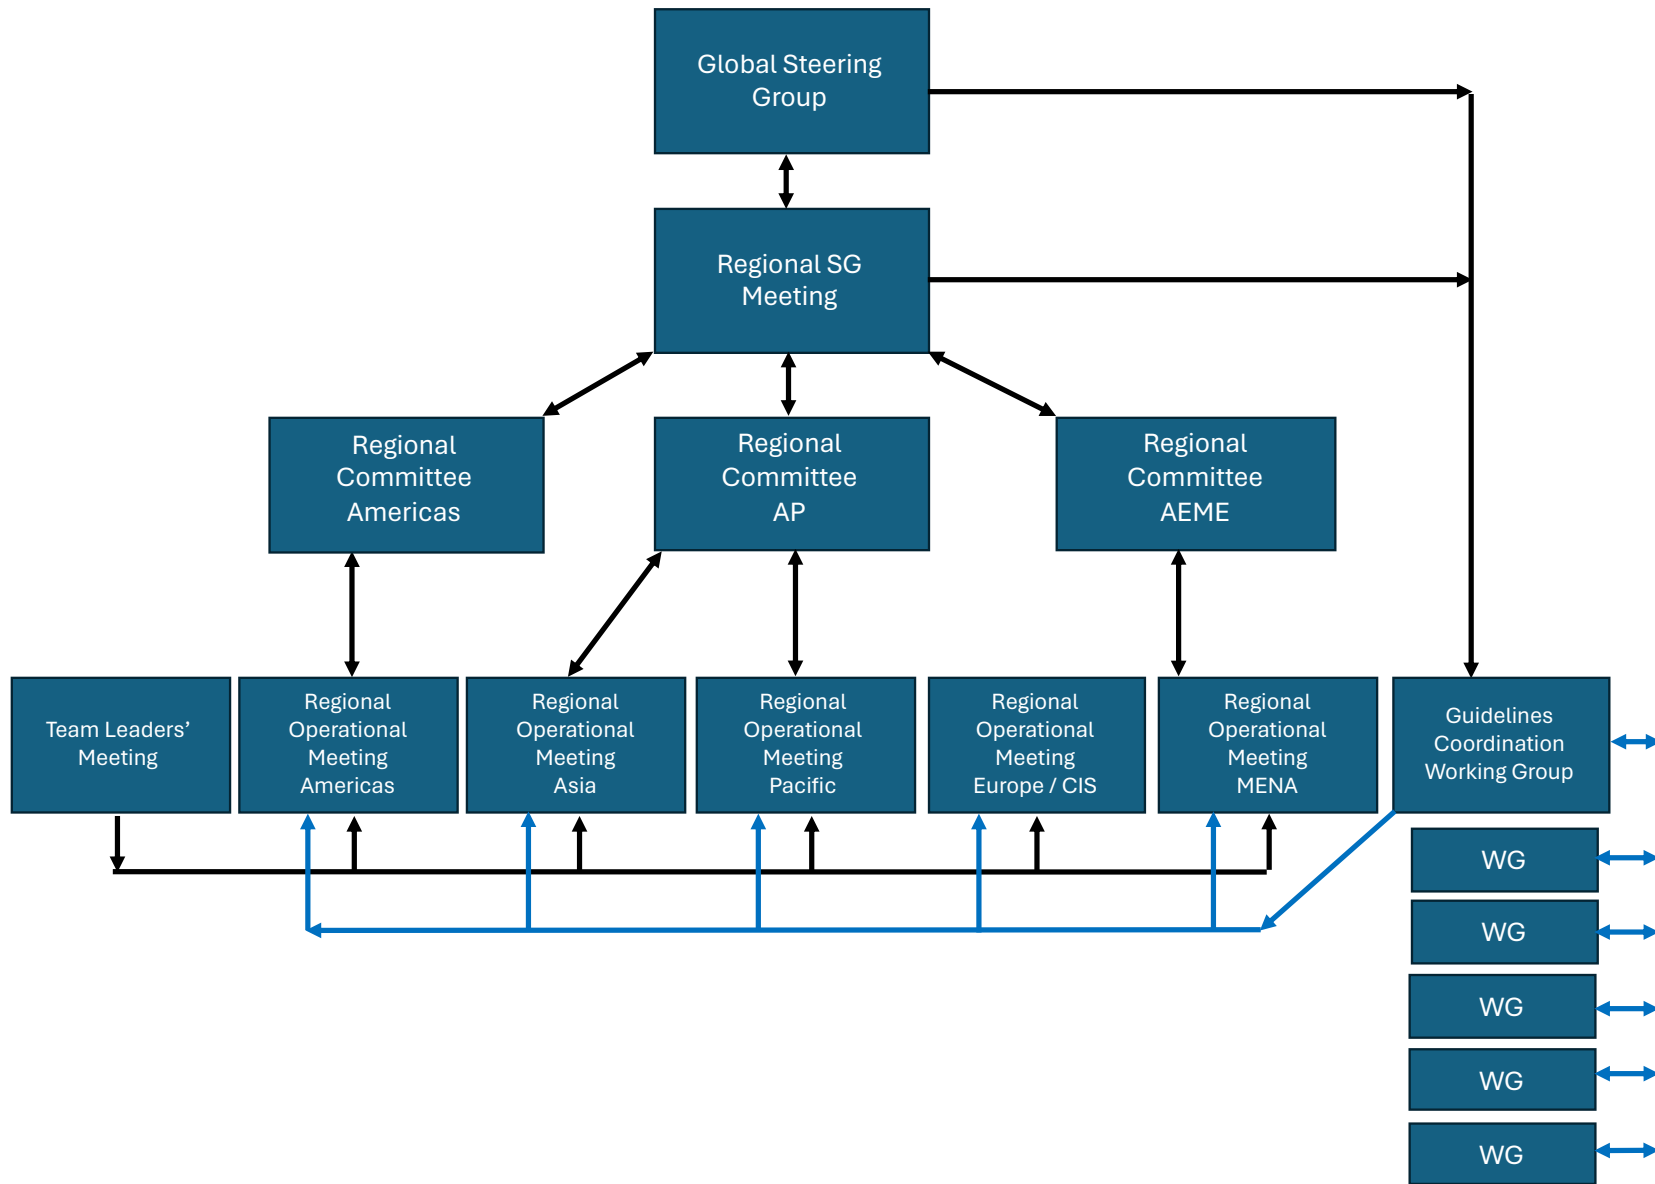 Global Steering
Group
Regional SG
Meeting
Regional
Committee
Americas
Regional
Committee
AP
Regional
Committee
AEME
Team Leaders’
Meeting
Regional
Operational
Meeting
Americas
Regional
Operational
Meeting
Asia
Regional
Operational
Meeting
Pacific
Regional
Operational
Meeting
Europe / CIS
Regional
Operational
Meeting
MENA
Guidelines
Coordination
Working Group
WG
WG
WG
WG
WG